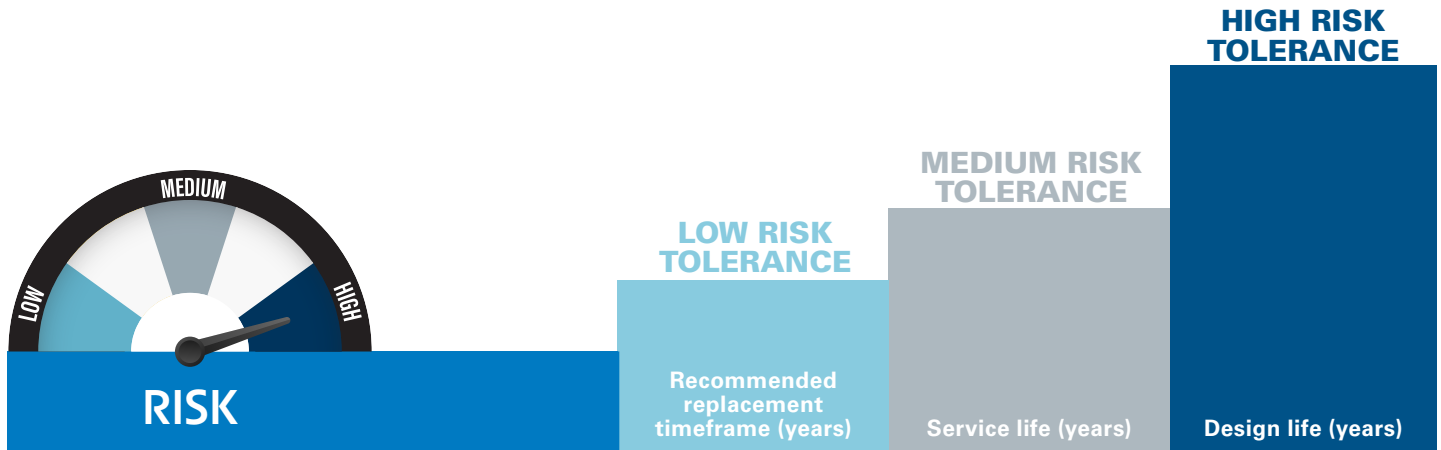 LOW
MEDIUM
HIGH
RISK
LOW RISK
TOLERANCE
Recommended
replacement
timeframe (years)
MEDIUM RISK
TOLERANCE
Service life (years)
HIGH RISK
TOLERANCE
Design life (years)